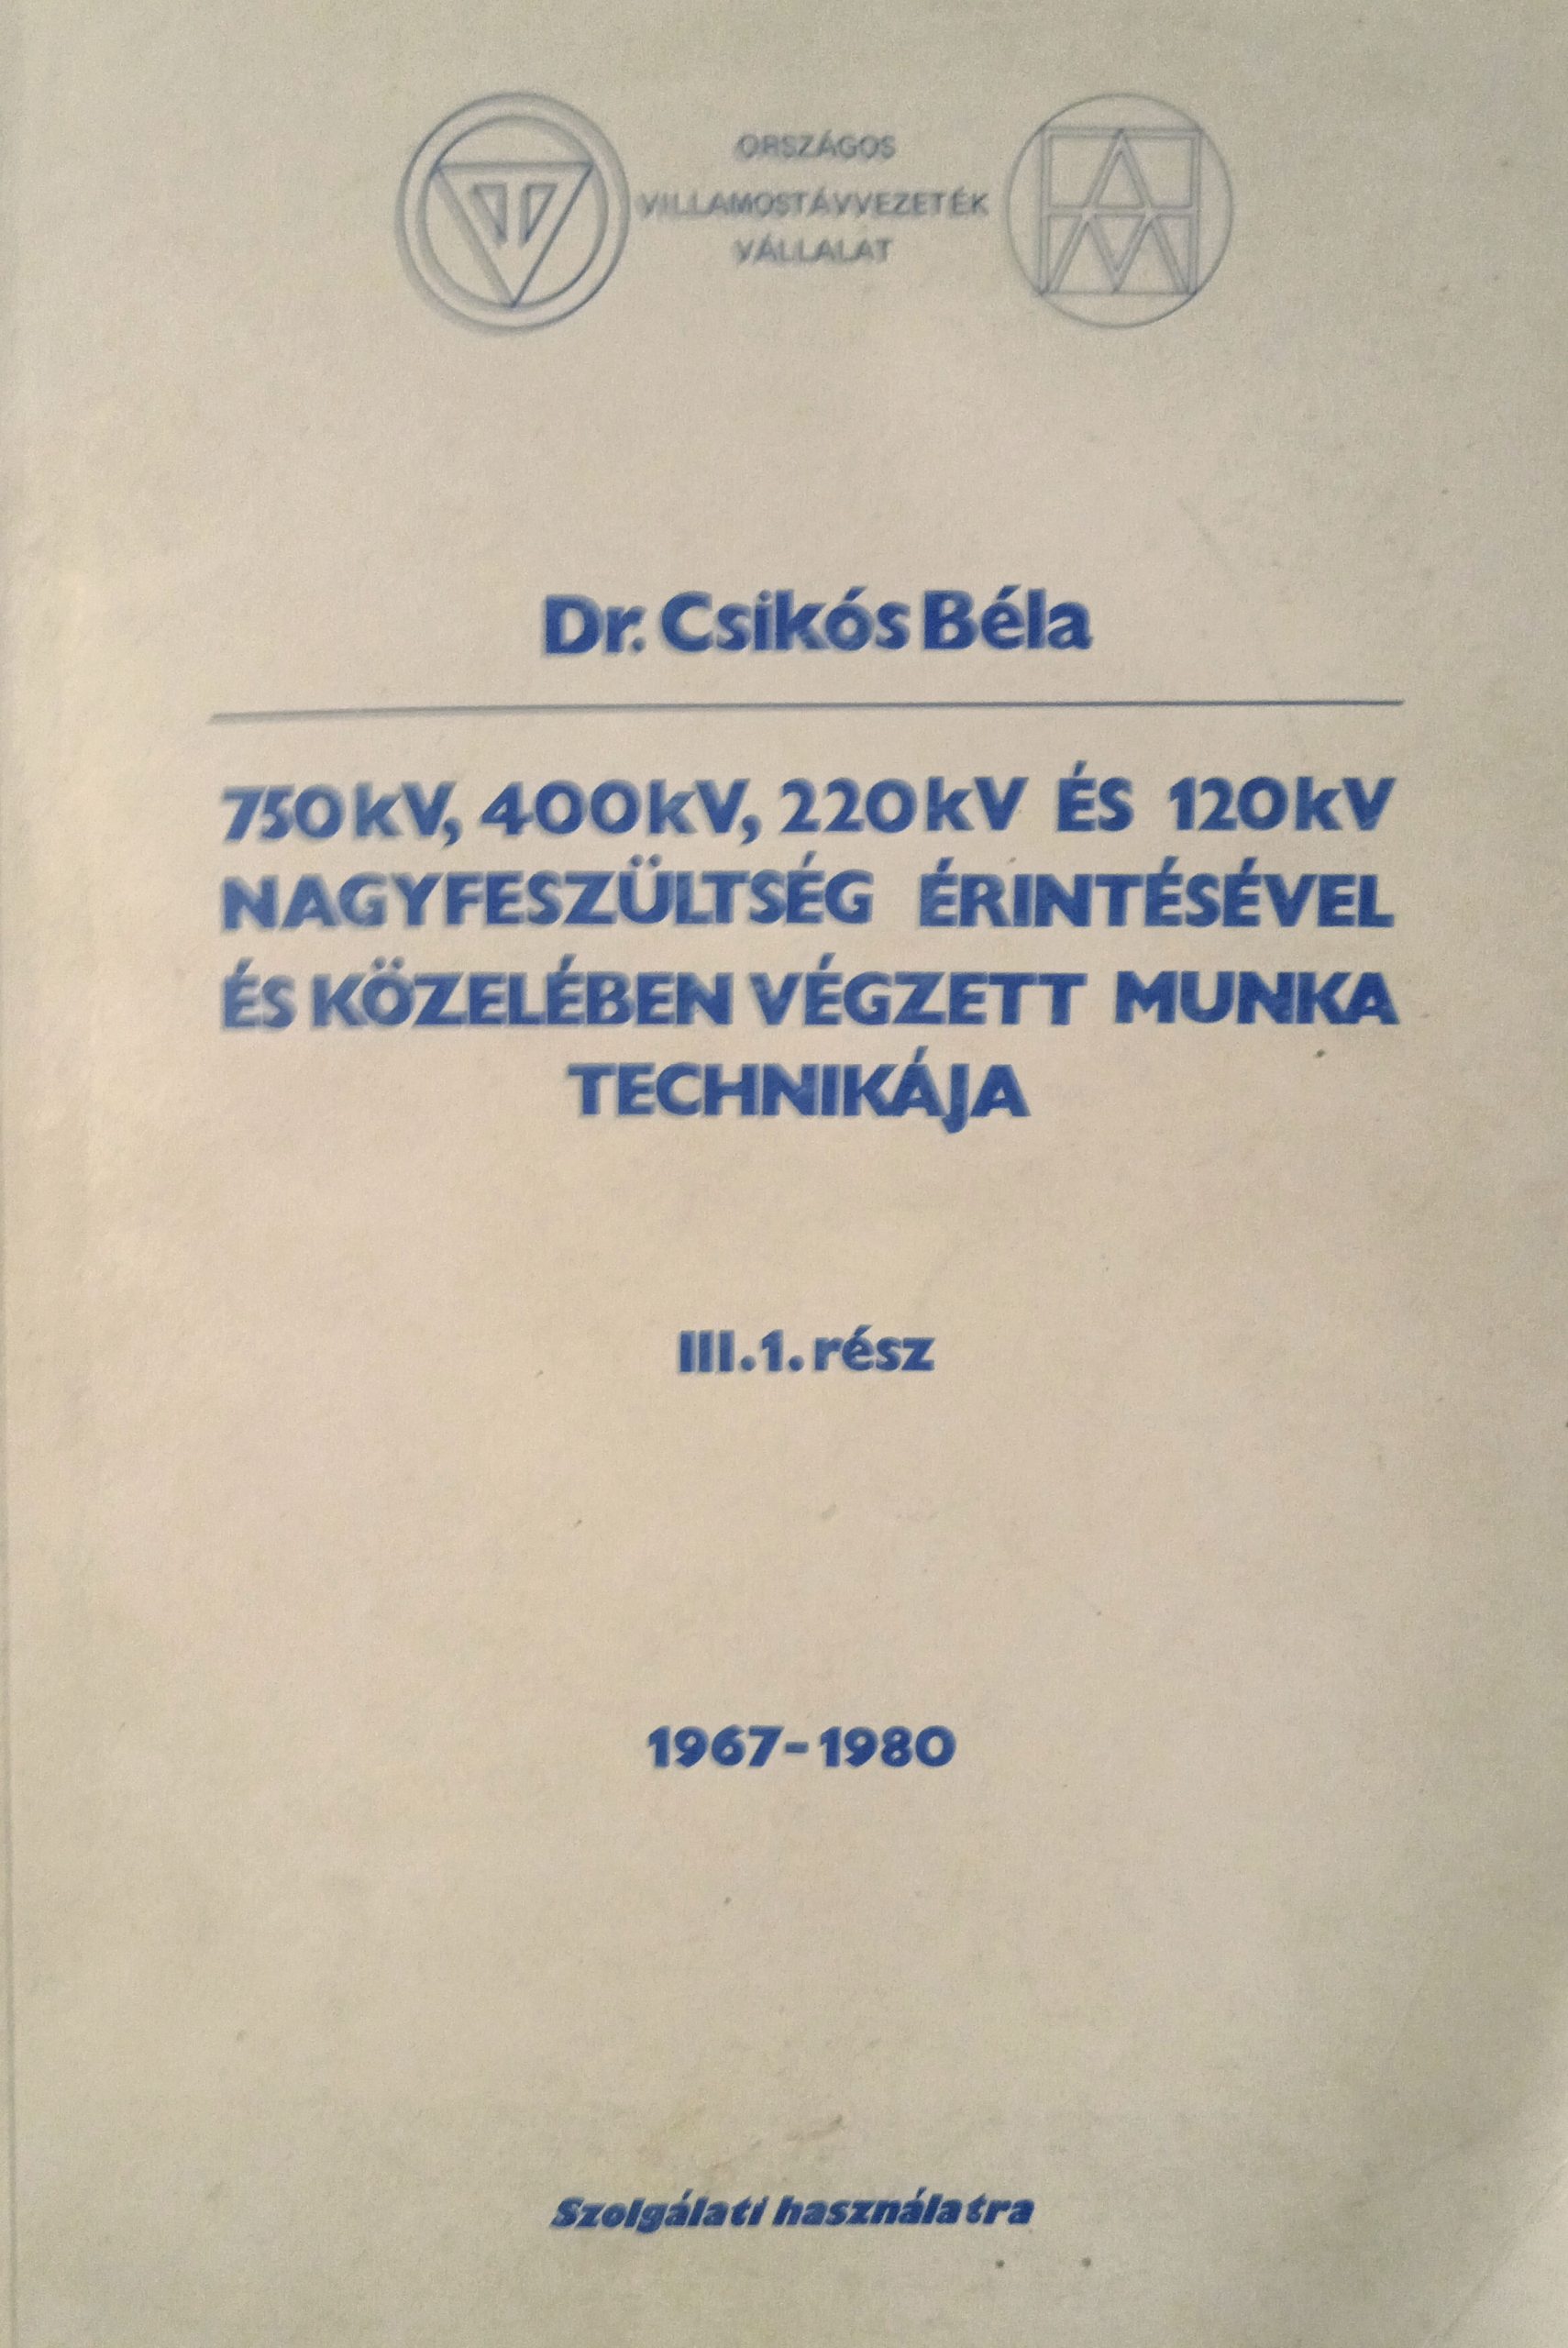 ORSZÁGOS
VILLAMOSTÁVVEZETÉK
VÁLLALAT
Dr. Csikós Béla
750kV, 400kV, 220kV ÉS 120kV
NAGYFESZÜLTSÉG ÉRINTÉSÉVEL
ÉS KÖZELÉBEN VÉGZETT MUNKA
TECHNIKÁJA
III.1. rész
1967-1980
Szolgálati használatra